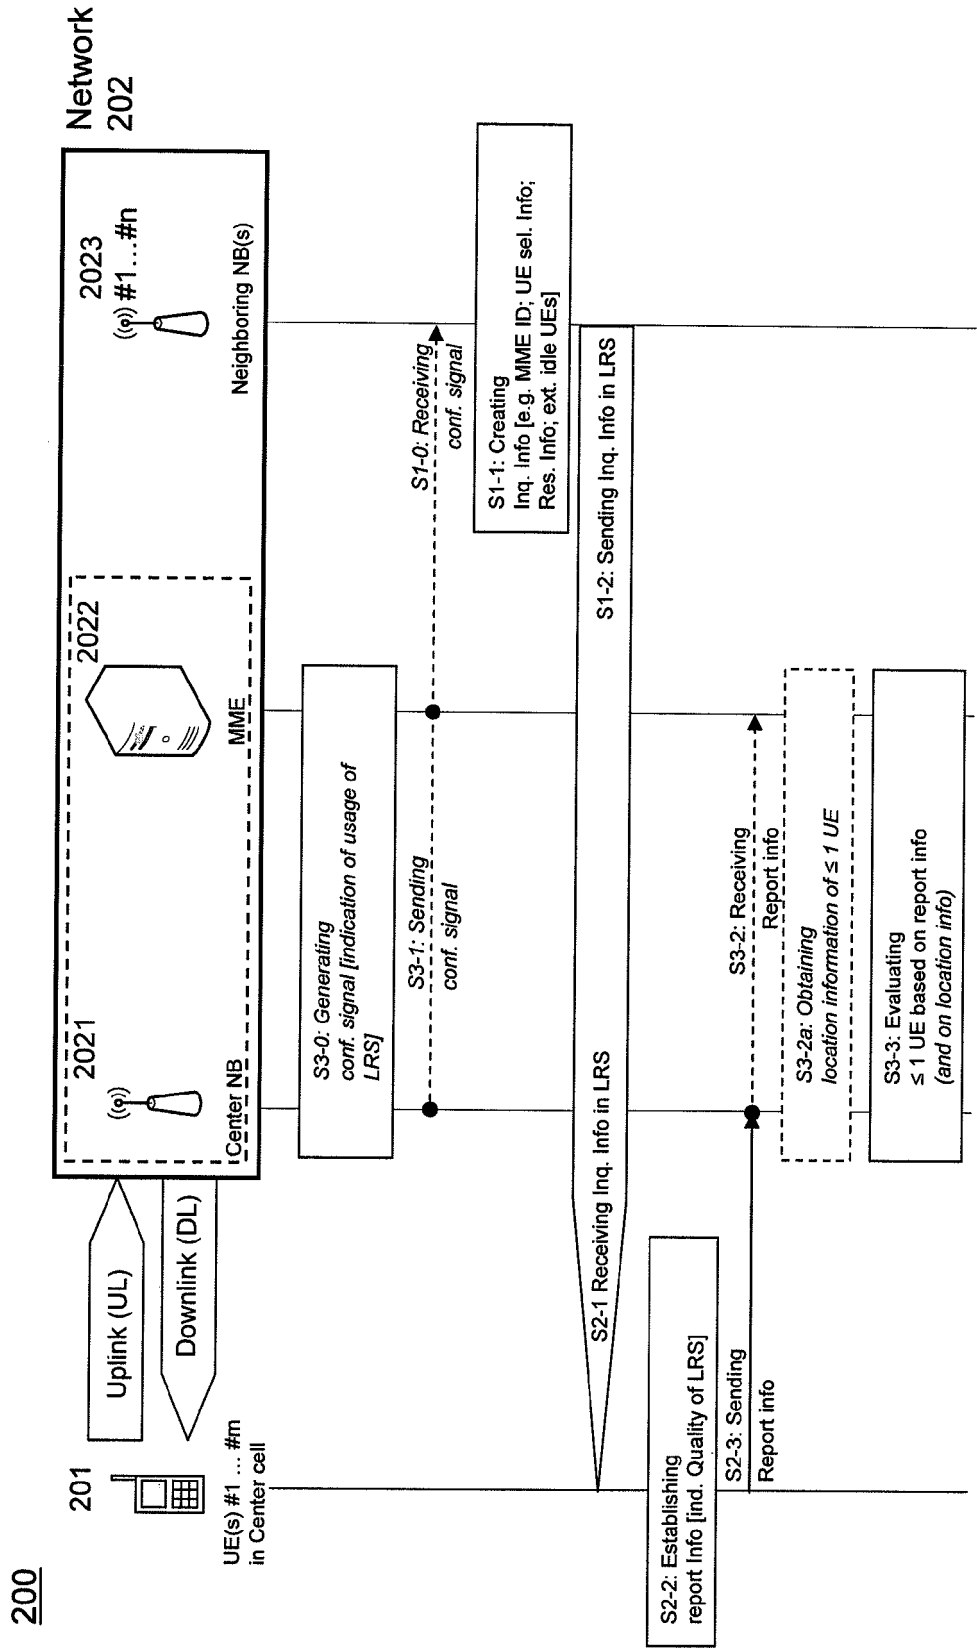 200
Network
202
201
UE(s) #1 ... #m
in Center cell
Uplink (UL)
Downlink (DL)
2021
Center NB
2022
MME
2023
#1...#n
Neighboring NB(s)
S3-0: Generating
conf. signal [indication of usage of
LRS]
S3-1: Sending
conf. signal
S1-0: Receiving
conf. signal
S1-1: Creating
Inq. Info [e.g. MME ID; UE sel. Info;
Res. Info; ext. idle UEs]
S2-1 Receiving Inq. Info in LRS
S1-2: Sending Inq. Info in LRS
S2-2: Establishing
report Info [ind. Quality of LRS]
S2-3: Sending
Report info
S3-2: Receiving
Report info
S3-2a: Obtaining
location information of ≤ 1 UE
S3-3: Evaluating
≤ 1 UE based on report info
(and on location info)